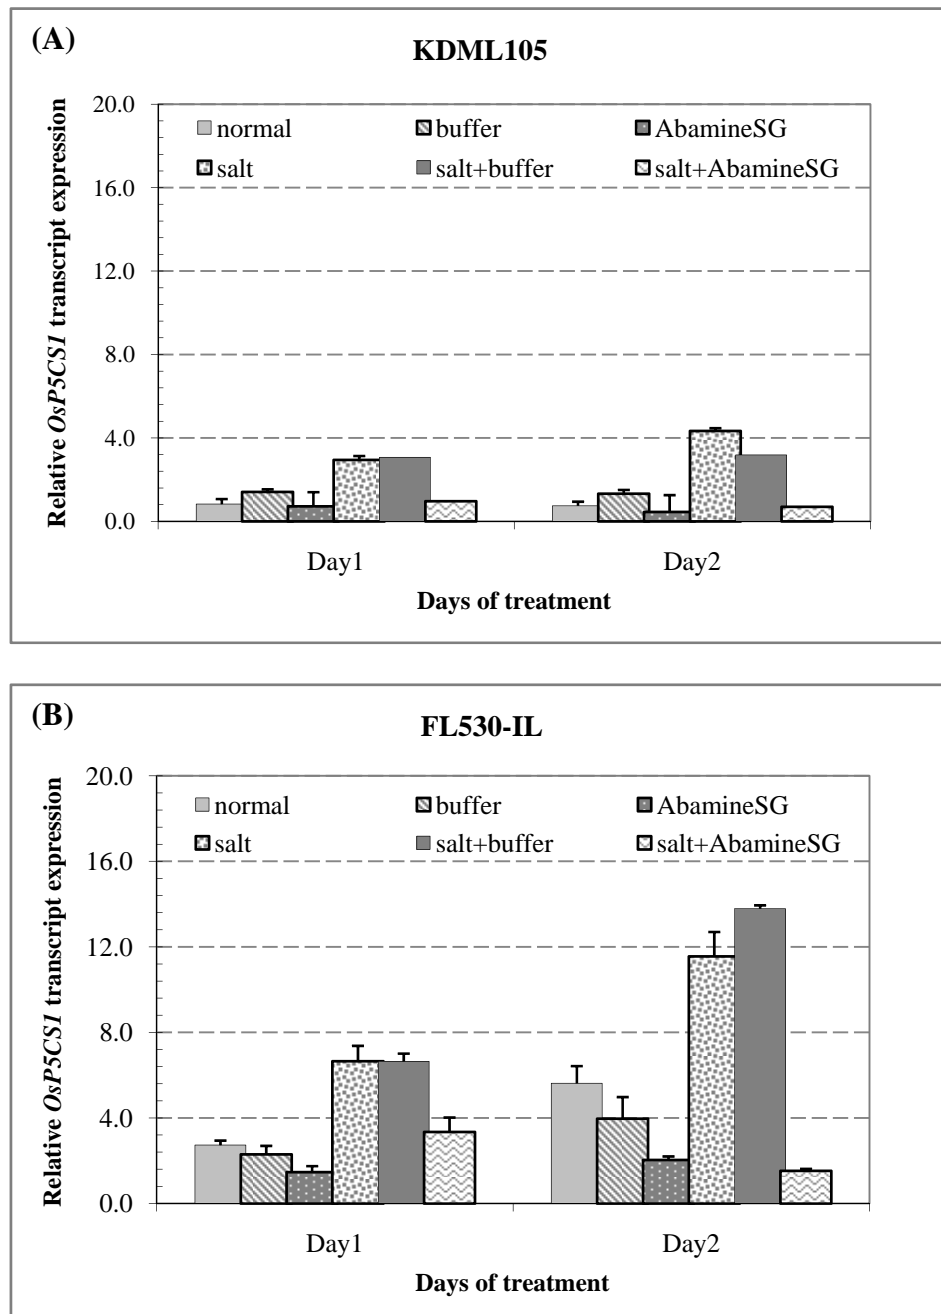 (A)
KDML105
20.0
16.0
12.0
8.0
4.0
0.0
Relative OsP5CS1 transcript expression
normal buffer AbamineSG
salt salt+buffer salt+AbamineSG
Day1 Day2
Days of treatment
(B)
FL530-IL
20.0
16.0
12.0
8.0
4.0
0.0
Relative OsP5CS1 transcript expression
normal buffer AbamineSG
salt salt+buffer salt+AbamineSG
Day1 Day2
Days of treatment